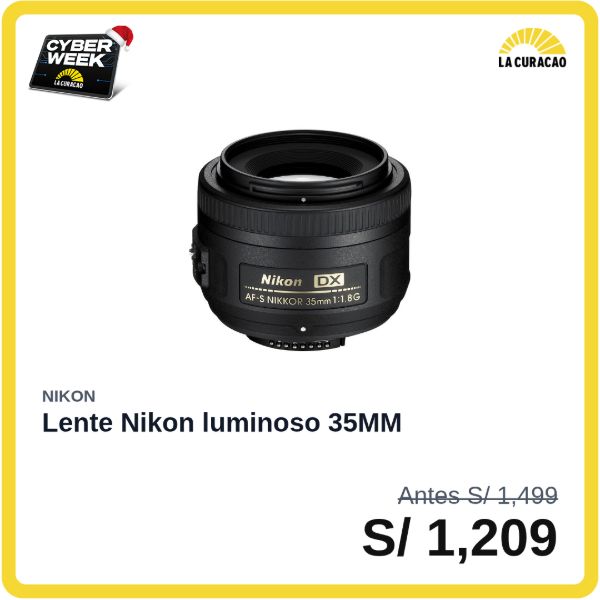 CYBER
WEEK
LA CURACAO
LA CURACAO
Nikon DX
AF-S NIKKOR 35mm 1:1.8G
NIKON
Lente Nikon luminoso 35MM
Antes S/ 1,499
S/ 1,209